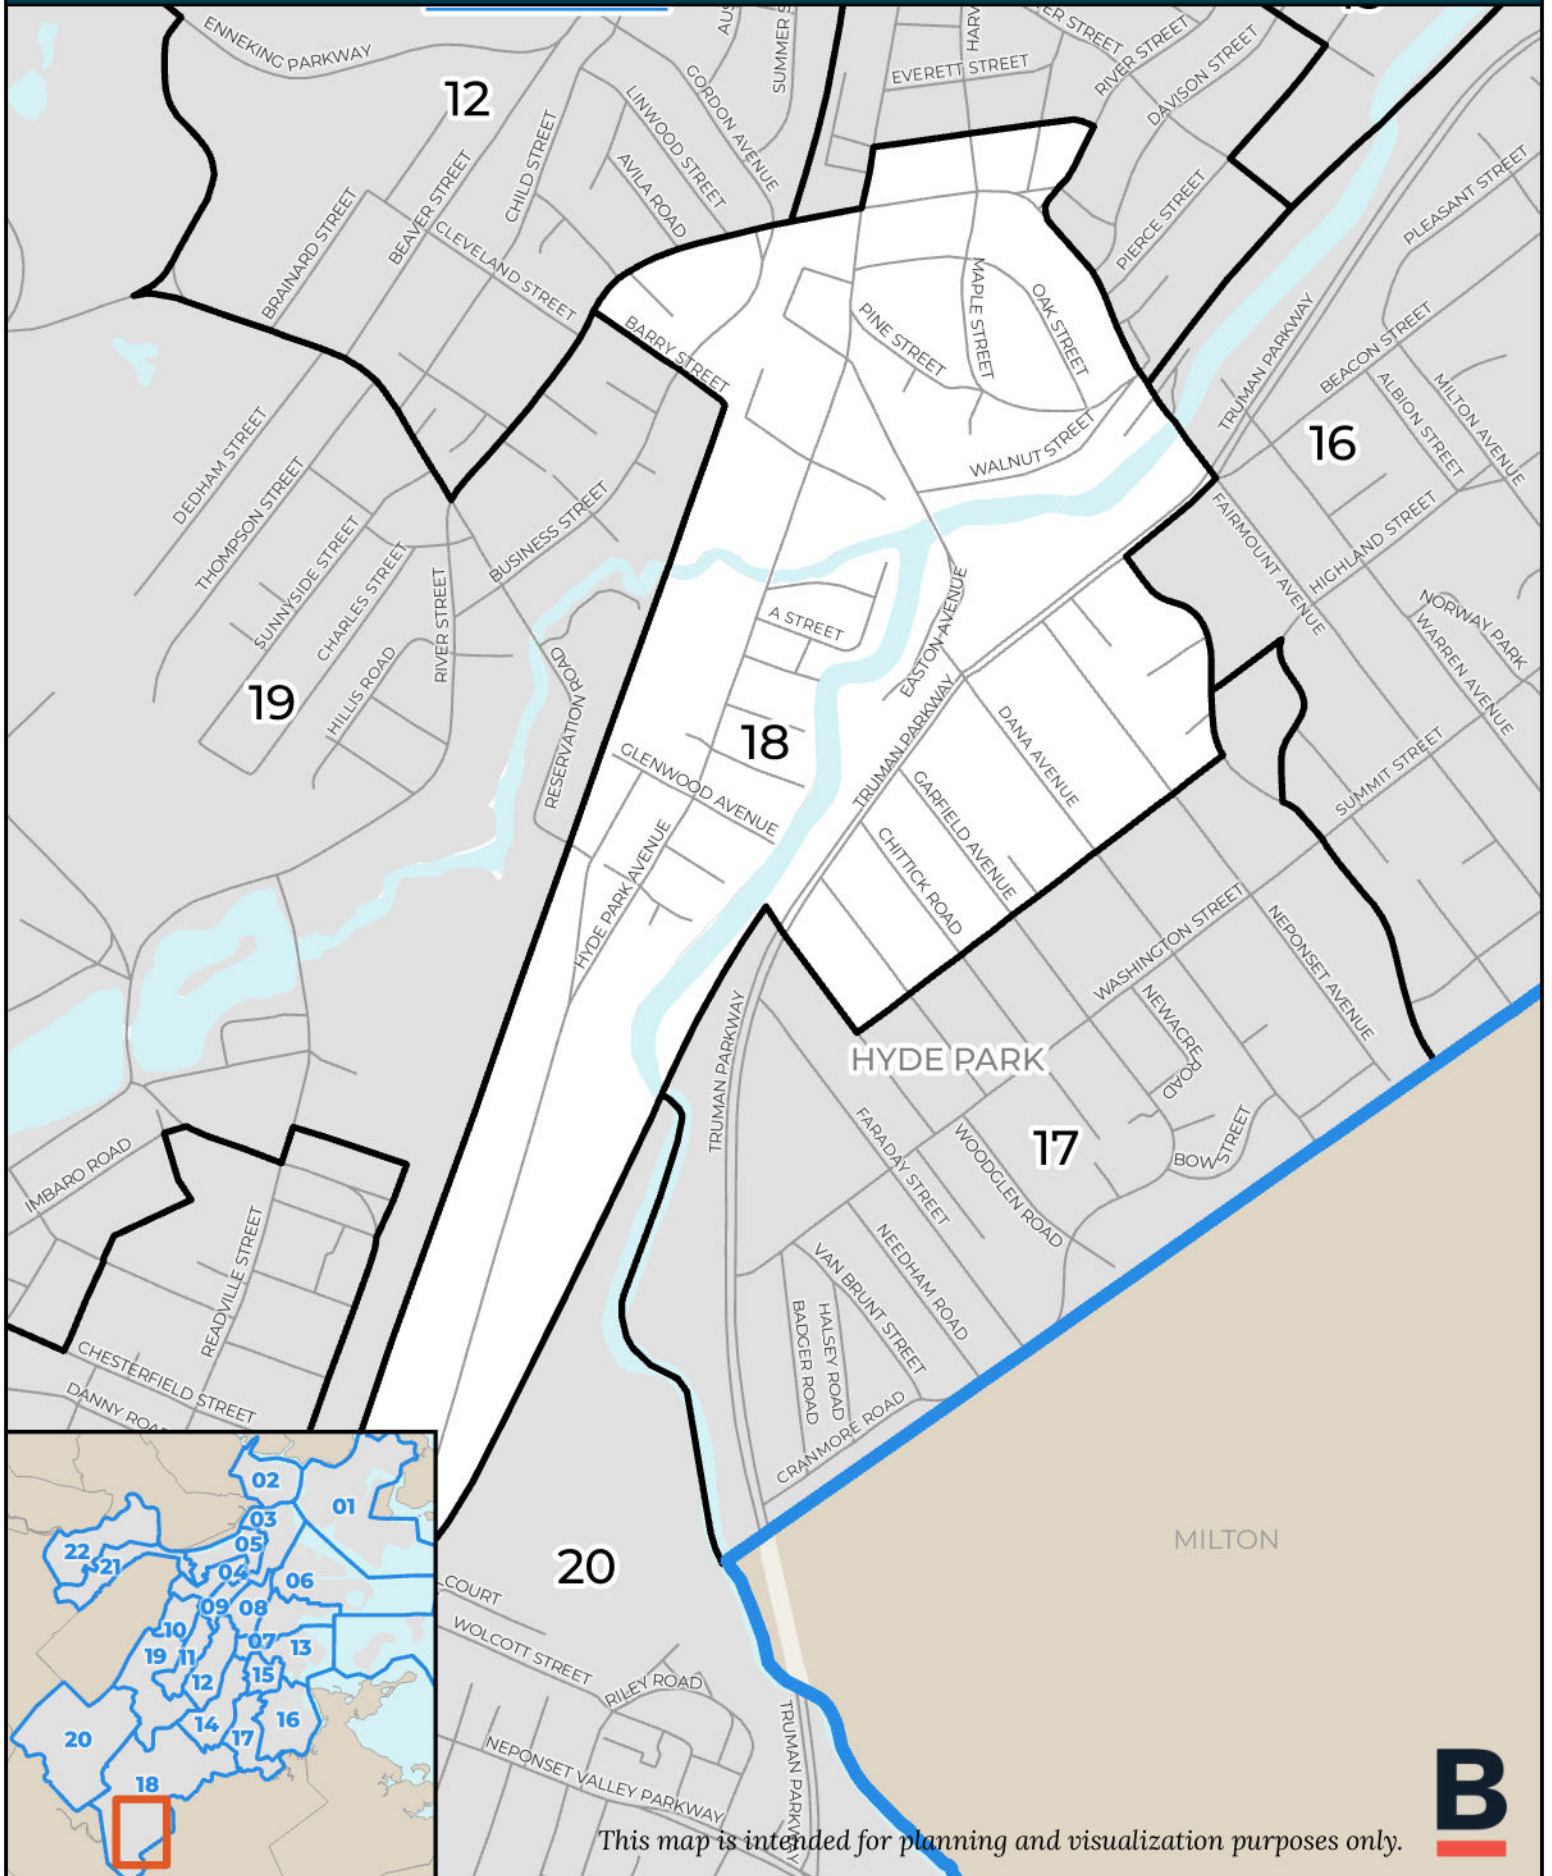 ENNEKING PARKWAY
12
GORDON AVENUE
EVERETT STREET
RIVER STREET
DAVISON STREET
LINWOOD STREET
CHILD STREET
AVILA ROAD
BEAVER STREET
BRAINARD STREET
CLEVELAND STREET
PIERCE STREET
PLEASANT STREET
BARRY STREET
PINE STREET
MAPLE STREET
OAK STREET
TRUMAN PARKWAY
BEACON STREET
ALBION STREET
MILTON AVENUE
16
WALNUT STREET
DEDHAM STREET
THOMPSON STREET
BUSINESS STREET
FAIRMOUNT AVENUE
HIGHLAND STREET
SUNNYSIDE STREET
CHARLES STREET
RIVER STREET
A STREET
EASTON AVENUE
NORWAY PARK
WARREN AVENUE
HILLIS ROAD
19
RESERVATION ROAD
18
TRUMAN PARKWAY
DANA AVENUE
SUMMIT STREET
GLENWOOD AVENUE
GARFIELD AVENUE
CHITTICK ROAD
HYDE PARK AVENUE
WASHINGTON STREET
NEPONSET AVENUE
NEWACRE ROAD
TRUMAN PARKWAY
HYDE PARK
17
FARADAY STREET
WOODGLEN ROAD
BOW STREET
IMBARO ROAD
READVILLE STREET
NEEDHAM ROAD
VAN BRUNT STREET
HALSEY ROAD
BADGER ROAD
CRANMORE ROAD
CHESTERFIELD STREET
DANNY ROA
MILTON
20
COURT
WOLCOTT STREET
RILEY ROAD
NEPONSET VALLEY PARKWAY
TRUMAN PARKWAY
02
01
03
05
22
21
04
06
09
08
10
07
13
19
11
12
15
14
16
17
20
18
This map is intended for planning and visualization purposes only.
B